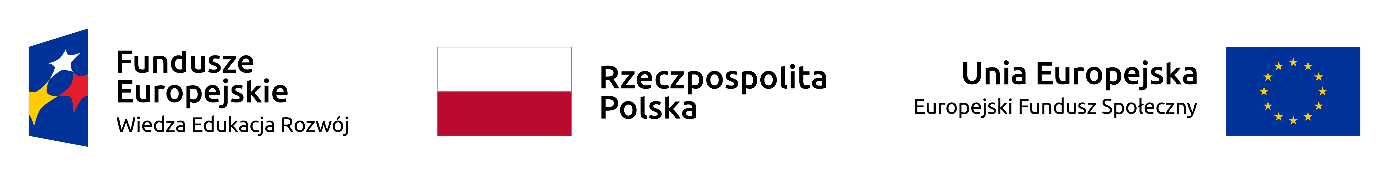 Fundusze
Europejskie
Wiedza Edukacja Rozwój
Rzeczpospolita
Polska
Unia Europejska
Europejski Fundusz Społeczny